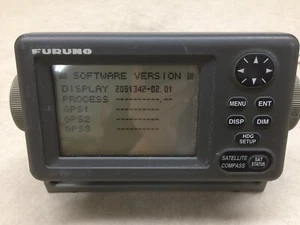 FURUNO
SOFTWARE VERSION
DISPLAY 20S1342-02.01
PROCESS ----------.--
GPS1 ----------
GPS2 ----------
GPS3 ----------
MENU ENT
DISP DIM
HDG
SETUP
SATELLITE
COMPASS
SAT
STATUS